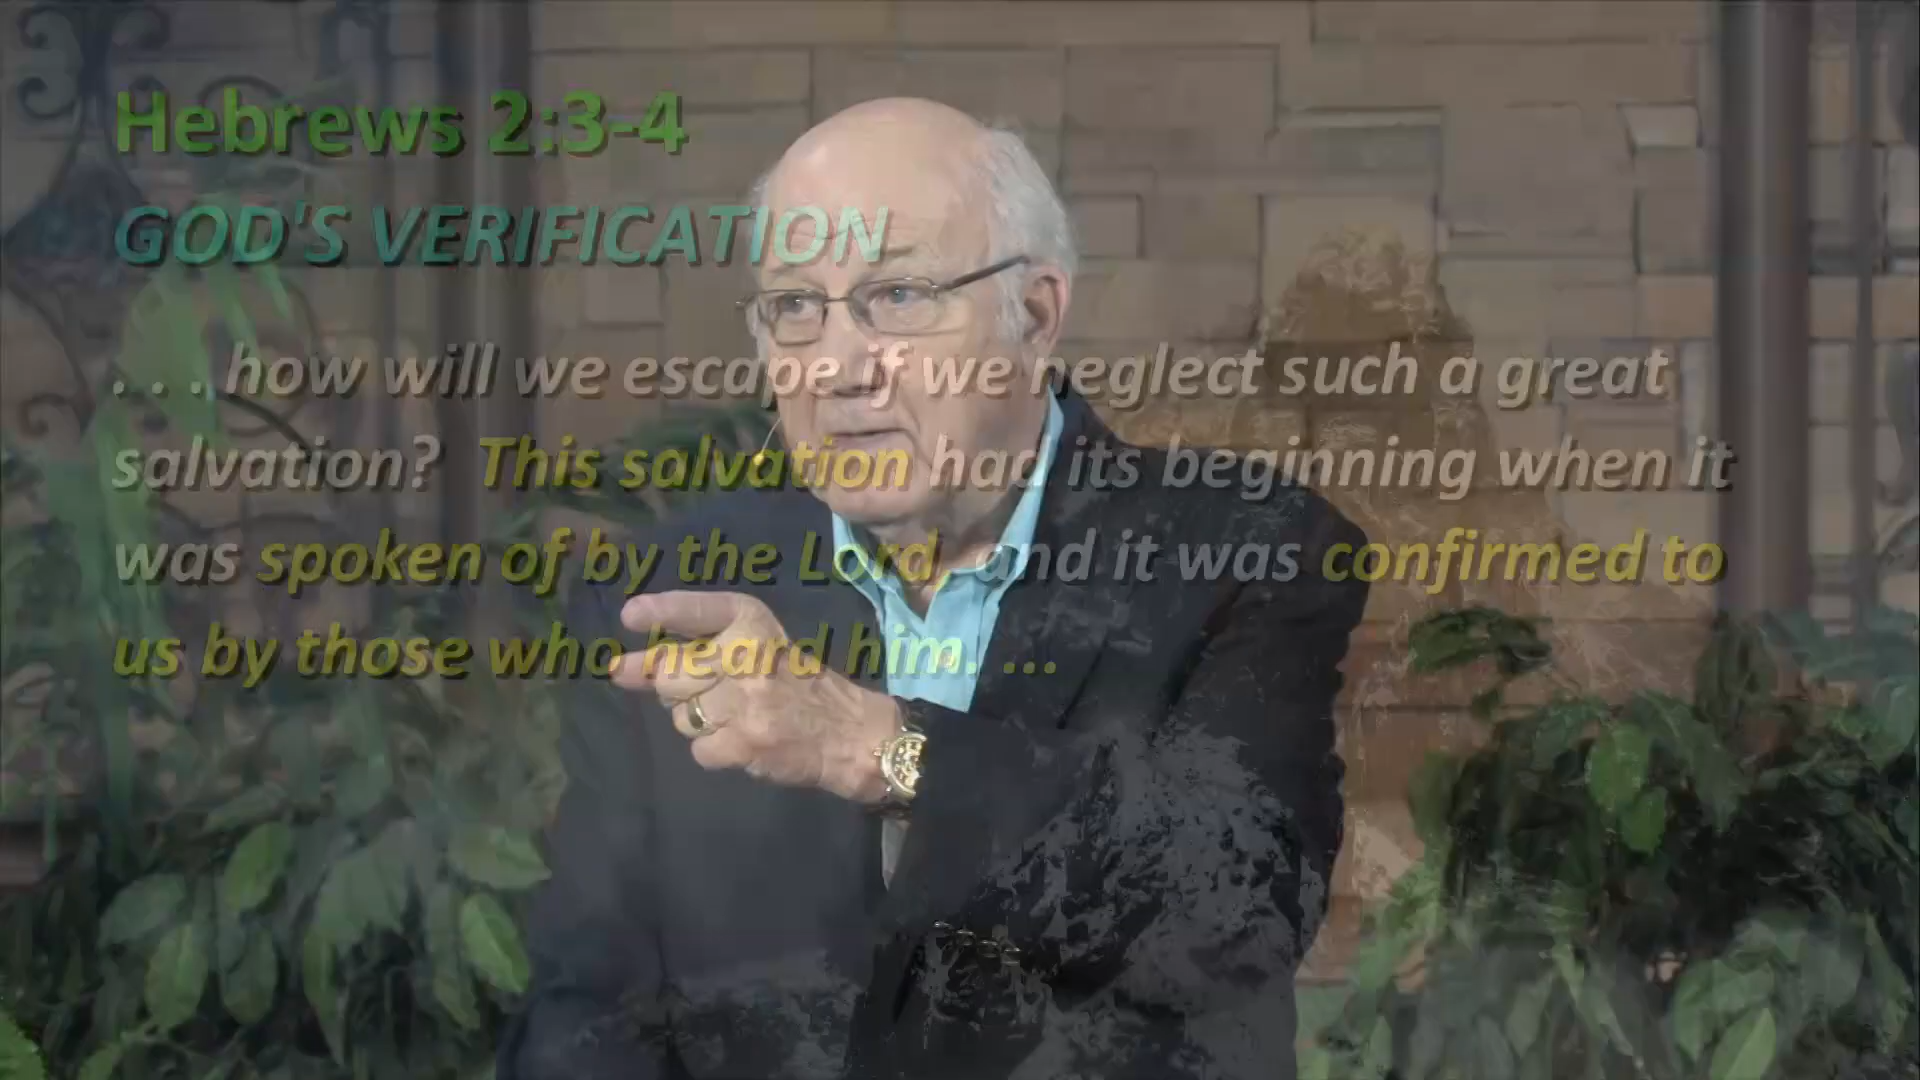 Hebrews 2:3-4
GOD'S VERIFICATION
. . . how will we escape if we neglect such a great
salvation? This salvation had its beginning when it
was spoken of by the Lord, and it was confirmed to
us by those who heard him. ...